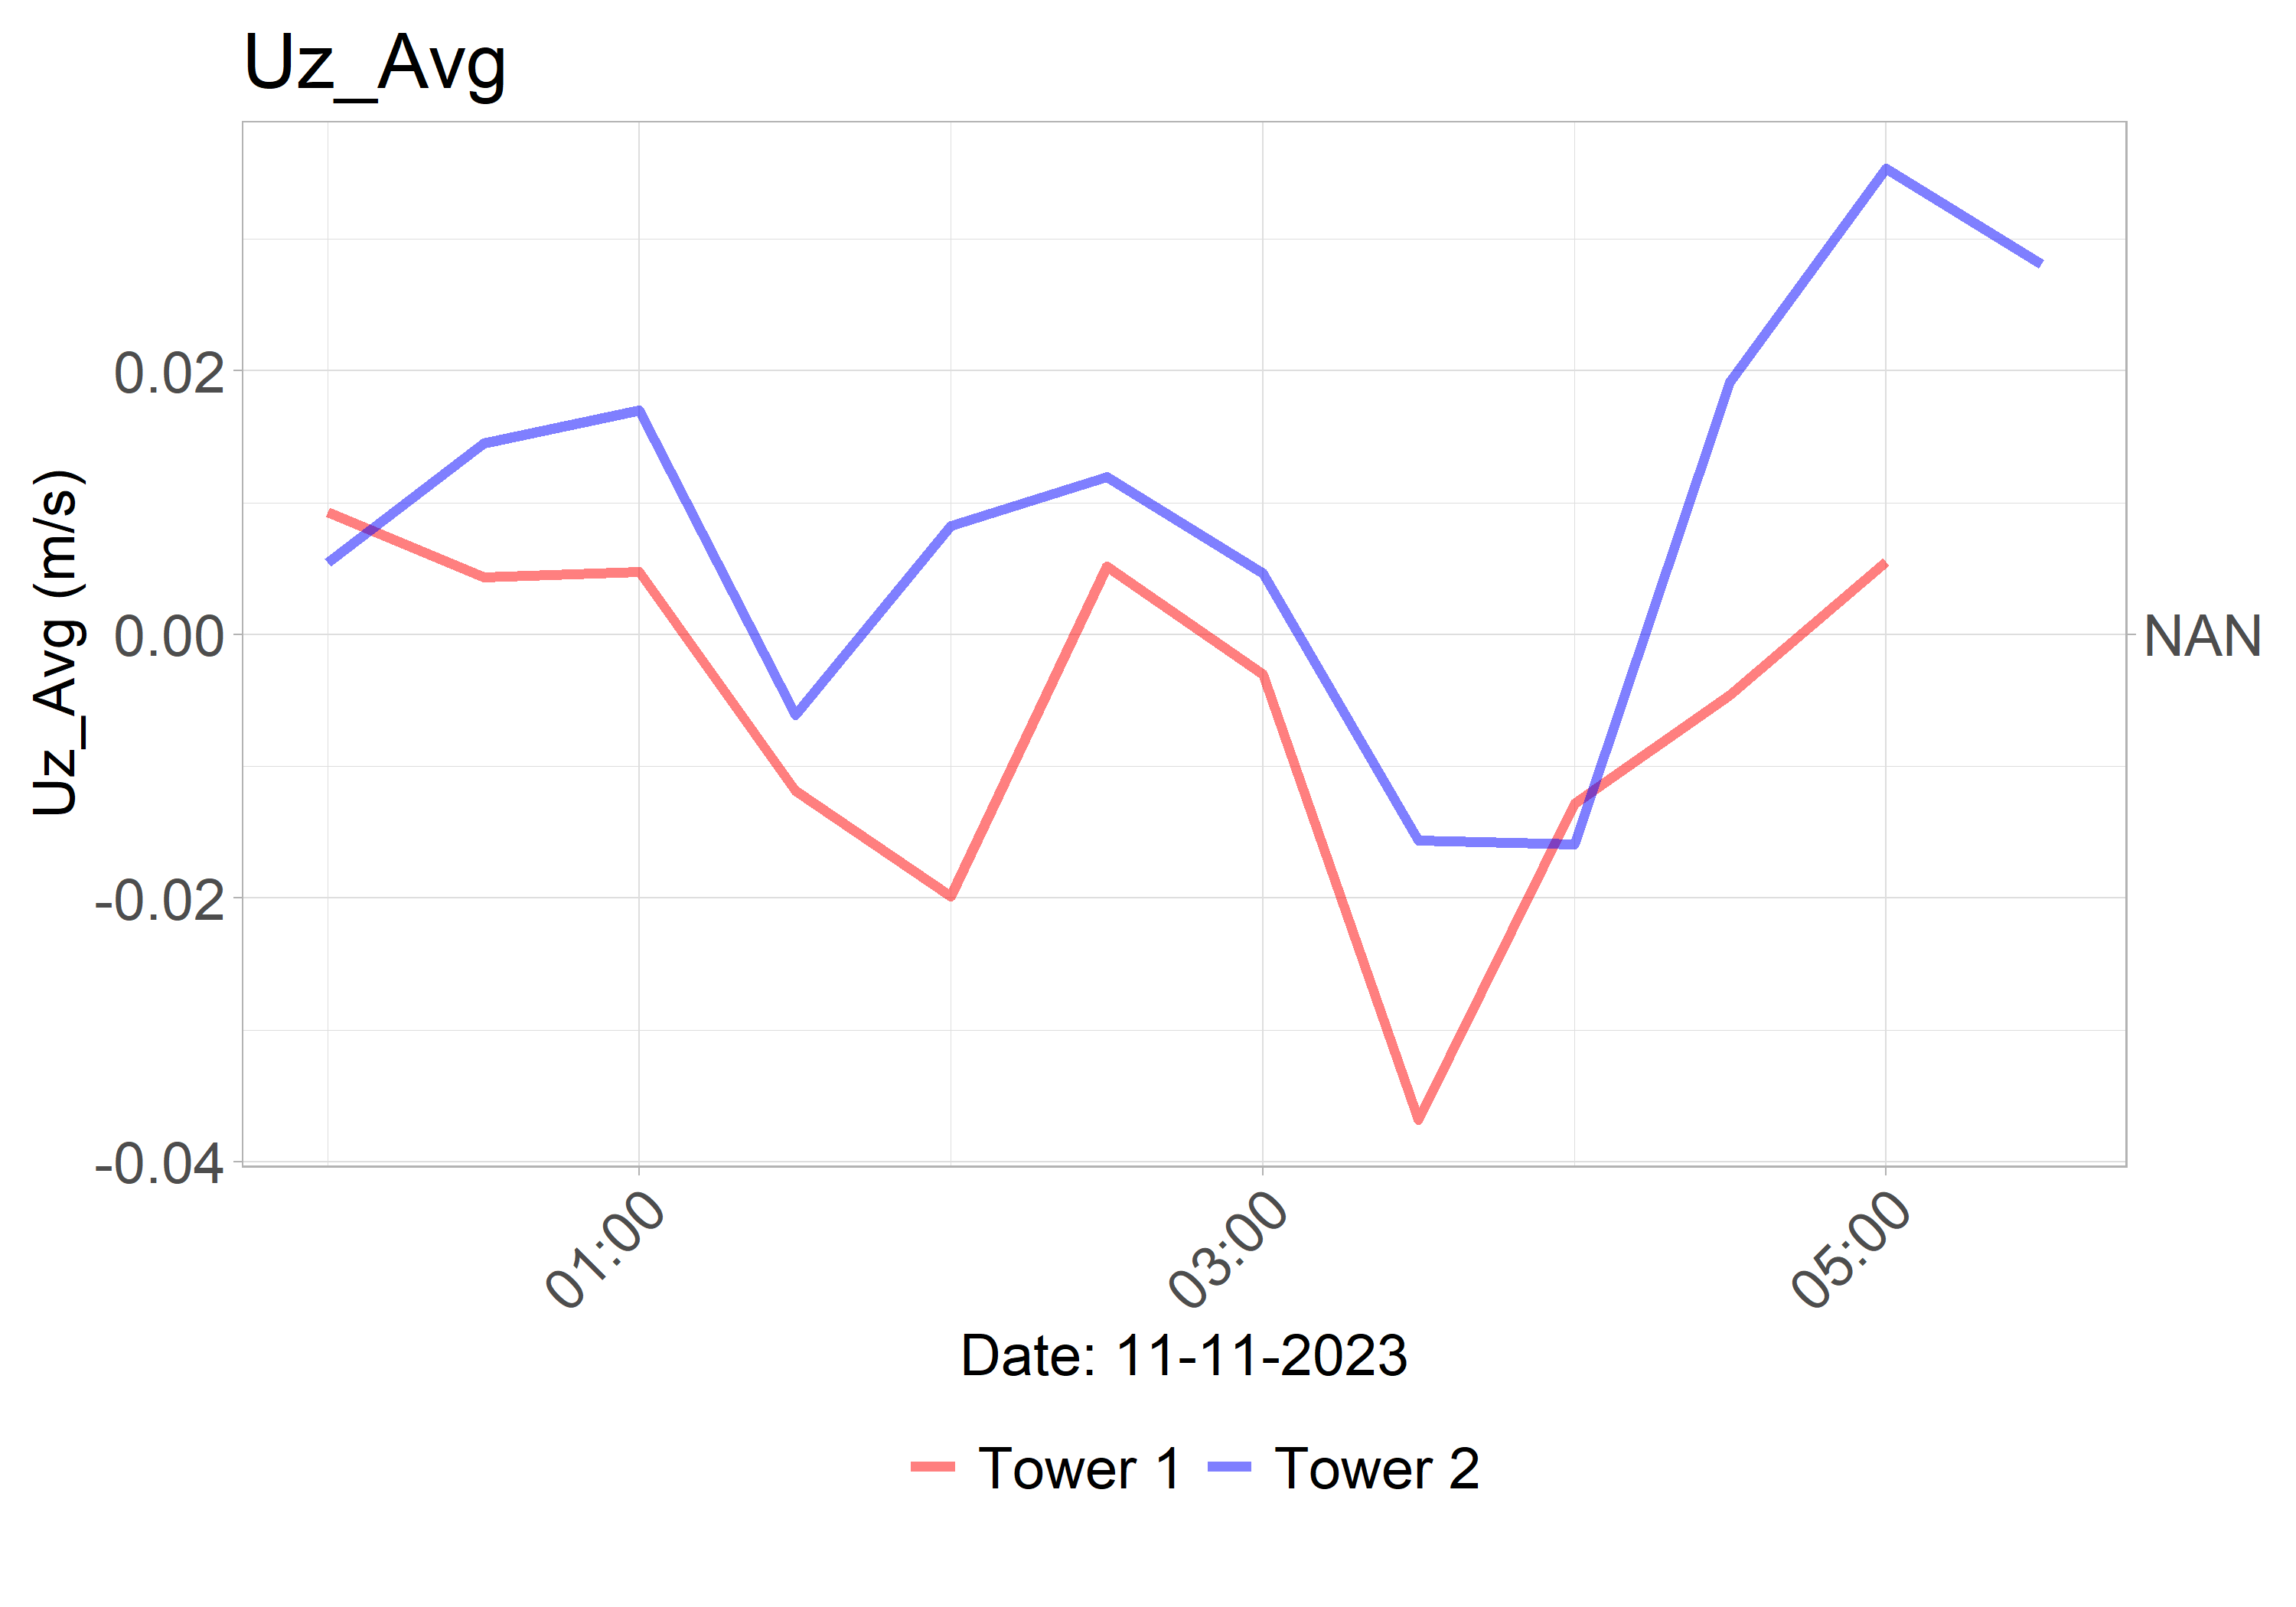 Uz_Avg
Uz_Avg (m/s)
0.02
0.00
-0.02
-0.04
NAN
01:00
03:00
05:00
Date: 11-11-2023
Tower 1
Tower 2